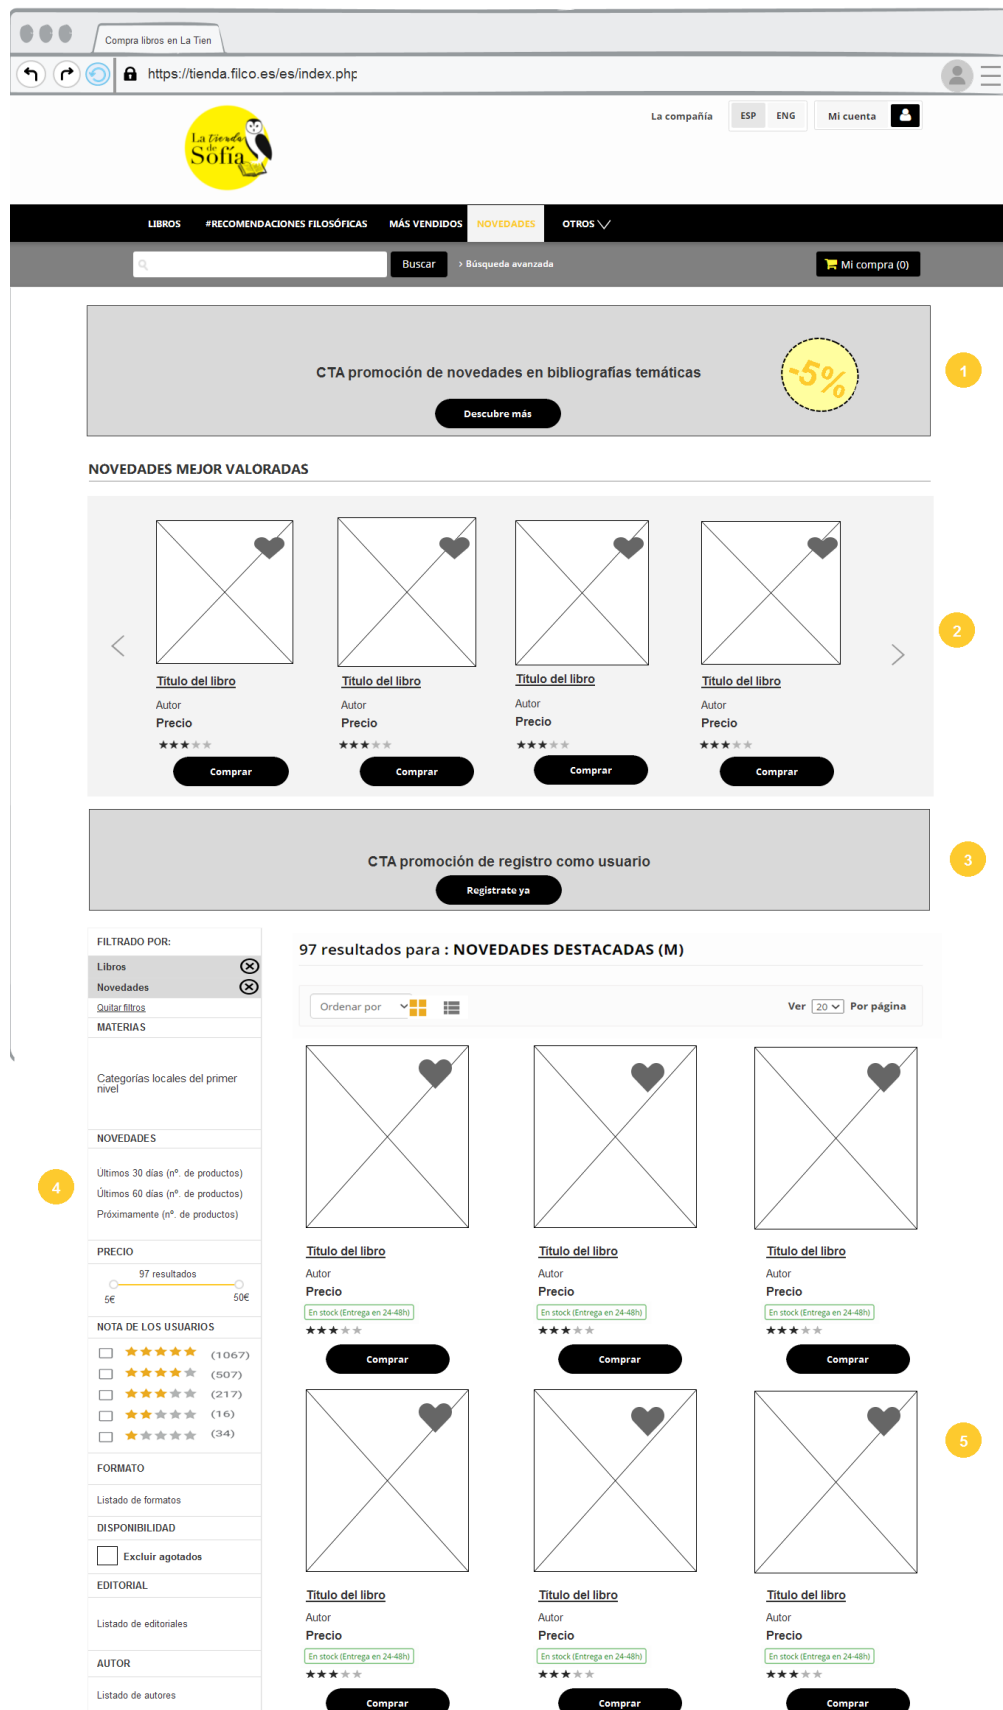 Compra libros en La Tien
https://tienda.filco.es/es/index.php
La tienda
de
Sofía
La compañía
ESP ENG
Mi cuenta
LIBROS #RECOMENDACIONES FILOSÓFICAS MÁS VENDIDOS NOVEDADES OTROS
Buscar
> Búsqueda avanzada
Mi compra (0)
CTA promoción de novedades en bibliografías temáticas
-5%
Descubre más
1
NOVEDADES MEJOR VALORADAS
2
Titulo del libro Titulo del libro Titulo del libro Titulo del libro
Autor Autor Autor Autor
Precio Precio Precio Precio
Comprar Comprar Comprar Comprar
CTA promoción de registro como usuario
Registrate ya
3
FILTRADO POR:
Libros
Novedades
Quitar filtros
MATERIAS
Categorías locales del primer
nivel
NOVEDADES
Últimos 30 días (nº. de productos)
Últimos 60 días (nº. de productos)
Próximamente (nº. de productos)
4
PRECIO
97 resultados
5€ 50€
NOTA DE LOS USUARIOS
(1067)
(507)
(217)
(16)
(34)
FORMATO
Listado de formatos
DISPONIBILIDAD
Excluir agotados
EDITORIAL
Listado de editoriales
AUTOR
Listado de autores
97 resultados para : NOVEDADES DESTACADAS (M)
Ordenar por
Ver 20 Por página
Titulo del libro Titulo del libro Titulo del libro
Autor Autor Autor
Precio Precio Precio
En stock (Entrega en 24-48h) En stock (Entrega en 24-48h) En stock (Entrega en 24-48h)
Comprar Comprar Comprar
5
Titulo del libro Titulo del libro Titulo del libro
Autor Autor Autor
Precio Precio Precio
En stock (Entrega en 24-48h) En stock (Entrega en 24-48h) En stock (Entrega en 24-48h)
Comprar Comprar Comprar